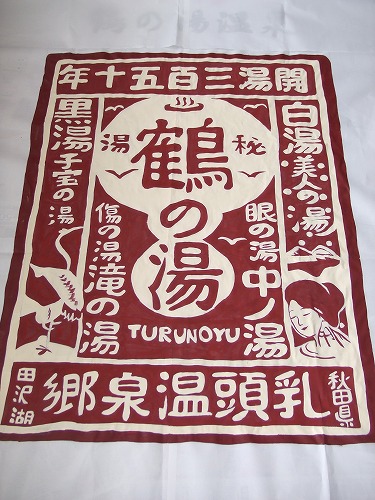 開湯三百五十年
秘湯
鶴の湯
TURUNOYU
白湯 美人の湯
眼の湯 中ノ湯
黒湯 子宝の湯
傷の湯 滝の湯
秋田県
乳頭温泉郷
田沢湖